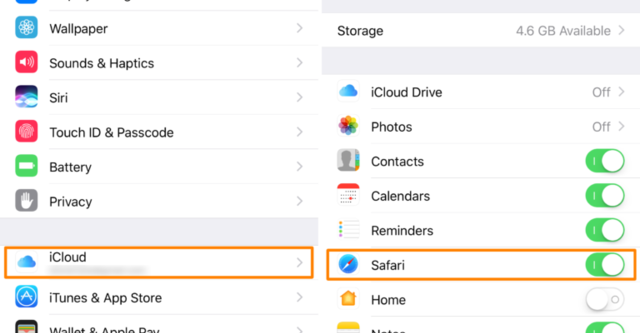 Wallpaper
Sounds & Haptics
Siri
Touch ID & Passcode
Battery
Privacy
iCloud
iTunes & App Store
Wallet & Apple Pay
Storage 4.6 GB Available
iCloud Drive Off
Photos Off
Contacts
Calendars
Reminders
Safari
Home
Notes